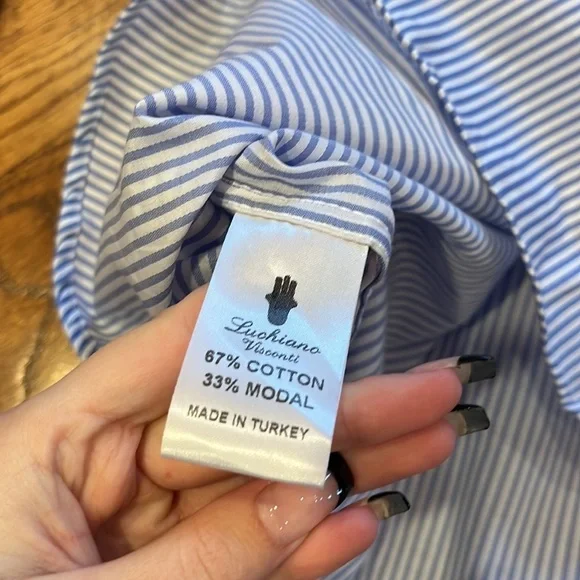 Luchiano
Visconti
67% COTTON
33% MODAL
MADE IN TURKEY